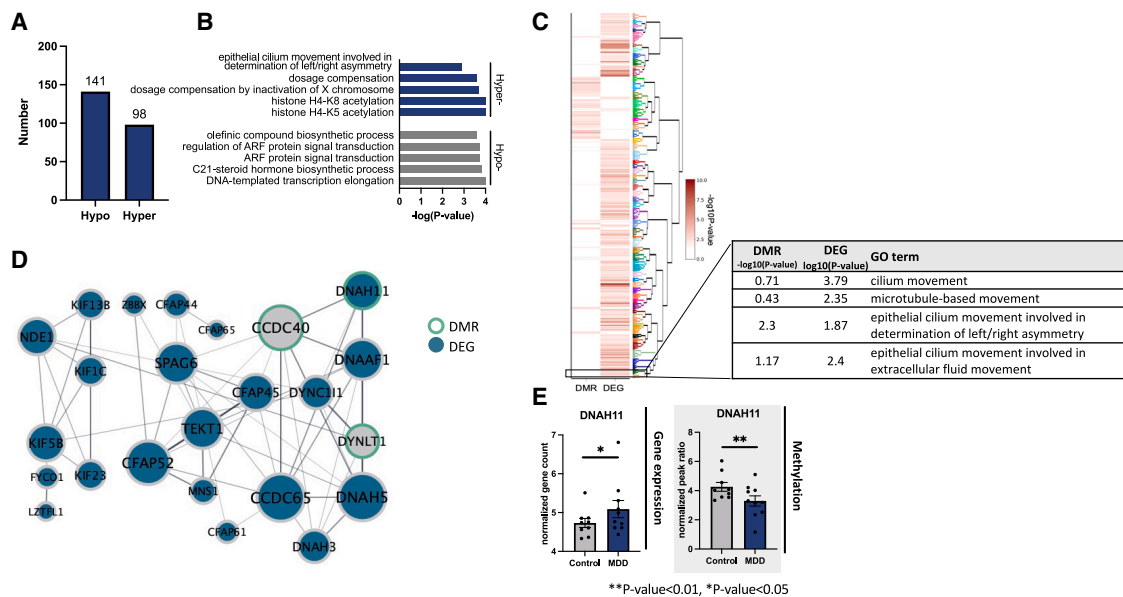 A
200
150
100
50
0
Number
141
98
Hypo Hyper
B
epithelial cilium movement involved in
determination of left/right asymmetry
dosage compensation
dosage compensation by inactivation of X chromosome
histone H4-K8 acetylation
histone H4-K5 acetylation
Hyper-
olefinic compound biosynthetic process
regulation of ARF protein signal transduction
ARF protein signal transduction
C21-steroid hormone biosynthetic process
DNA-templated transcription elongation
Hypo-
0 1 2 3 4
-log(P-value)
C
10.0
7.5
5.0
2.5
0.0
-log10P-value
DMR DEG
DMR DEG GO term
-log10(P-value) log10(P-value)
0.71 3.79 cilium movement
0.43 2.35 microtubule-based movement
2.3 1.87 epithelial cilium movement involved in
determination of left/right asymmetry
1.17 2.4 epithelial cilium movement involved in
extracellular fluid movement
D
KIF13B
ZBBX
CFAP44
DNAH11
CFAP65
CCDC40
NDE1
SPAG6
DNAAF1
KIF1C
CFAP45
DYNC1I1
TEKT1
KIF5B
DYNLT1
CFAP52
FYCO1
KIF23
MNS1
CCDC65
DNAH5
LZTFL1
CFAP61
DNAH3
DMR
DEG
E
DNAH11
7
6
5
4
normalized gene count
*
Control MDD
Gene expression
DNAH11
8
6
4
2
0
normalized peak ratio
**
Control MDD
Methylation
**P-value<0.01, *P-value<0.05